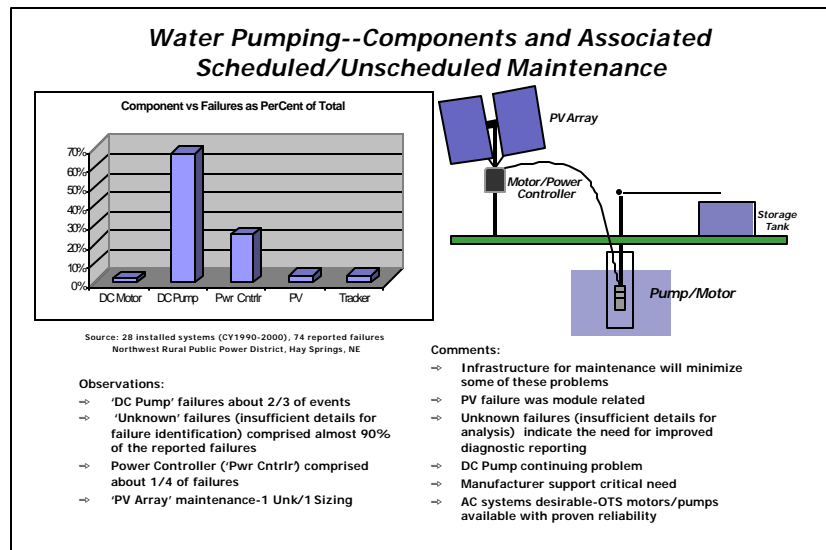 Water Pumping--Components and Associated
Scheduled/Unscheduled Maintenance
Component vs Failures as PerCent of Total
70%
60%
50%
40%
30%
20%
10%
0%
DC Motor
DC Pump
Pwr Cntrlr
PV
Tracker
PV Array
Motor/Power
Controller
Storage
Tank
Pump/Motor
Source: 28 installed systems (CY1990-2000), 74 reported failures
Northwest Rural Public Power District, Hay Springs, NE
Observations:
⇨ 'DC Pump' failures about 2/3 of events
⇨ 'Unknown' failures (insufficient details for
failure identification) comprised almost 90%
of the reported failures
⇨ Power Controller ('Pwr Cntrlr') comprised
about 1/4 of failures
⇨ 'PV Array' maintenance-1 Unk/1 Sizing
Comments:
⇨ Infrastructure for maintenance will minimize
some of these problems
⇨ PV failure was module related
⇨ Unknown failures (insufficient details for
analysis) indicate the need for improved
diagnostic reporting
⇨ DC Pump continuing problem
⇨ Manufacturer support critical need
⇨ AC systems desirable-OTS motors/pumps
available with proven reliability